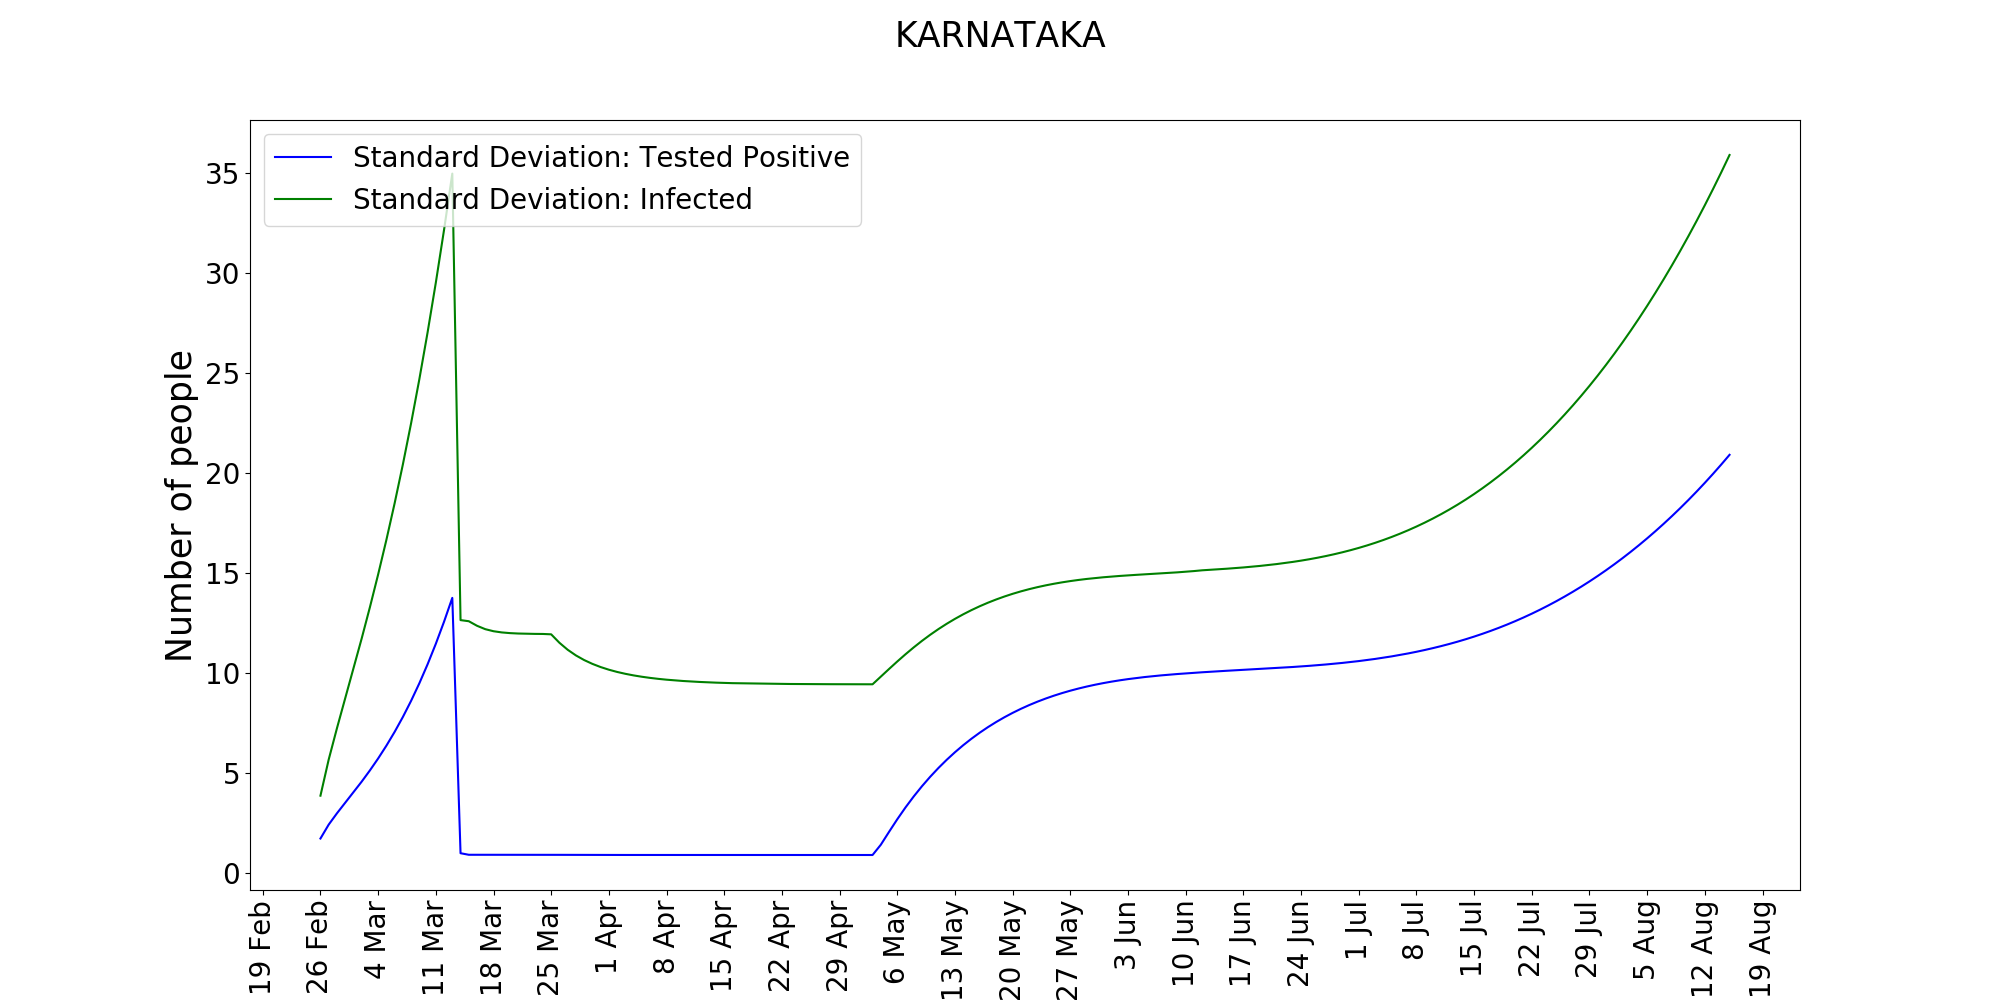 KARNATAKA
Standard Deviation: Tested Positive
Standard Deviation: Infected
Number of people
35
30
25
20
15
10
5
0
19 Feb
26 Feb
4 Mar
11 Mar
18 Mar
25 Mar
1 Apr
8 Apr
15 Apr
22 Apr
29 Apr
6 May
13 May
20 May
27 May
3 Jun
10 Jun
17 Jun
24 Jun
1 Jul
8 Jul
15 Jul
22 Jul
29 Jul
5 Aug
12 Aug
19 Aug